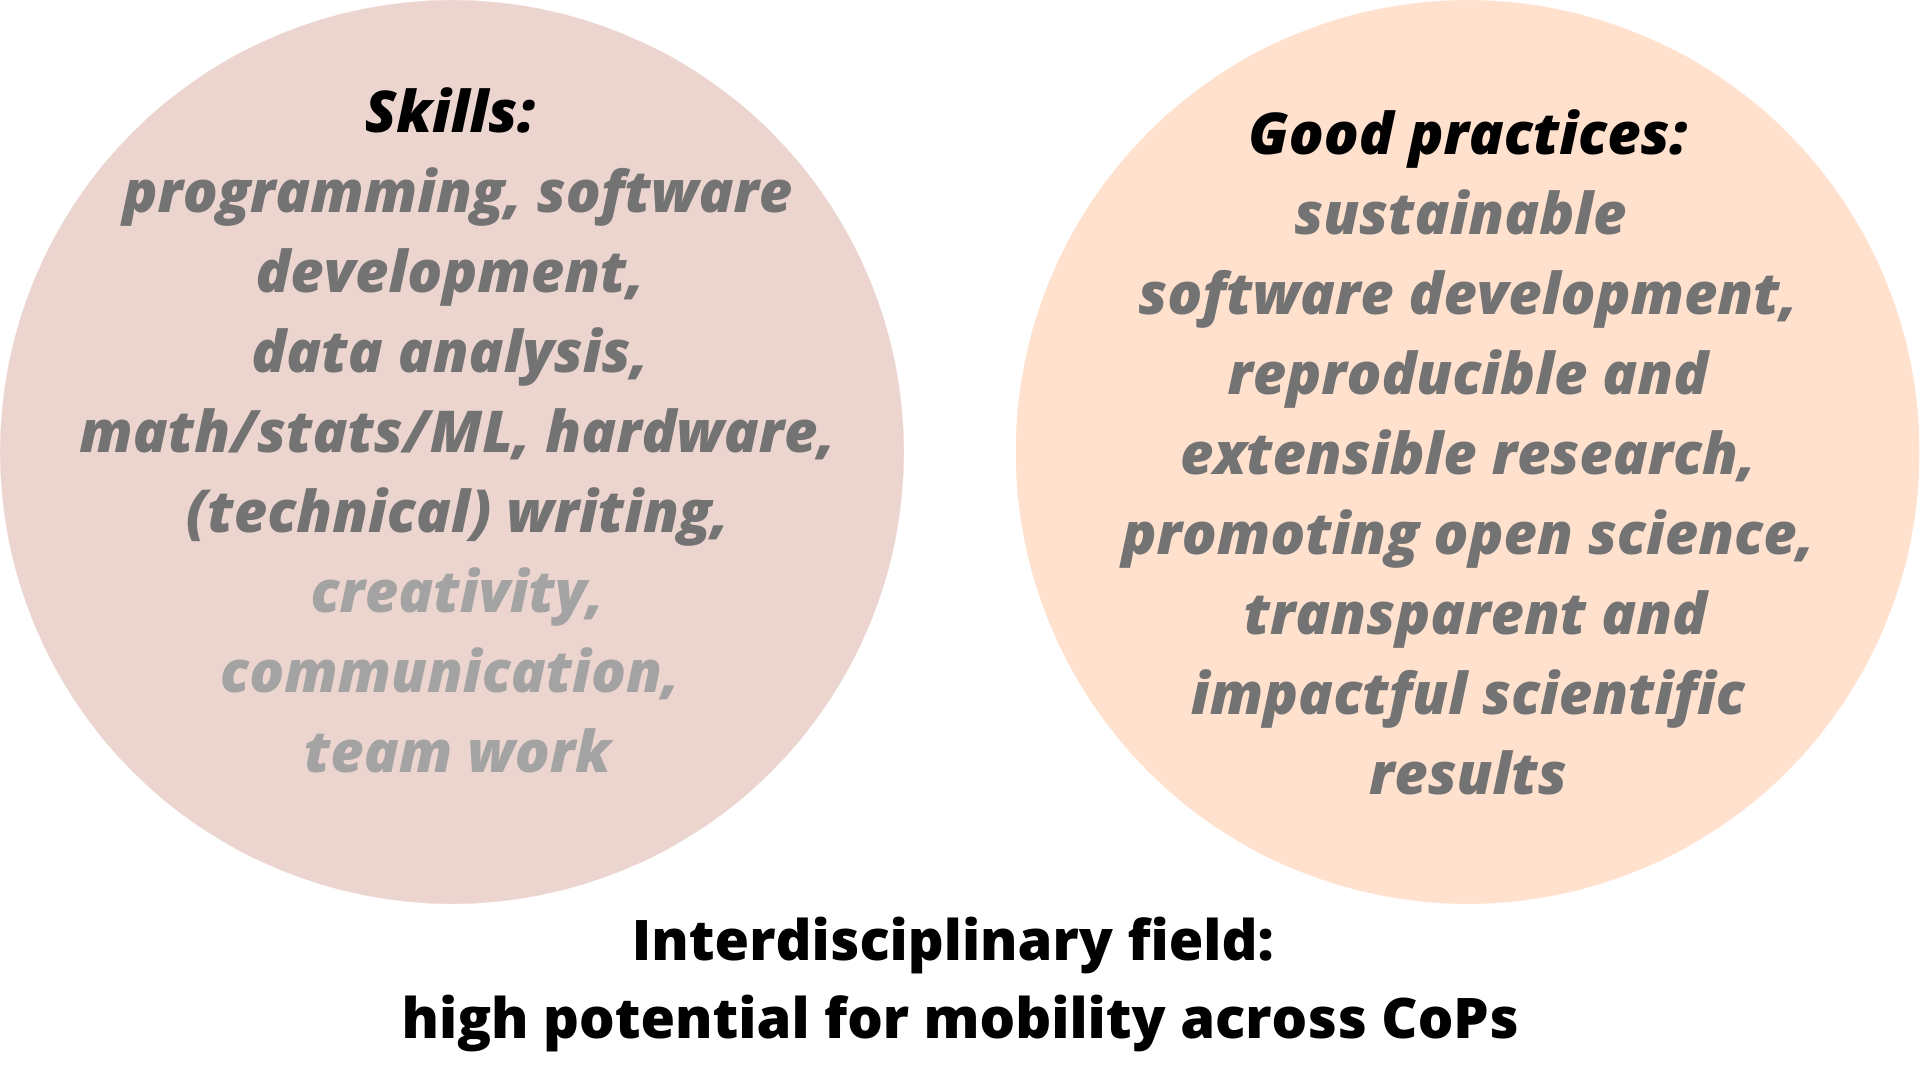 Skills:
programming, software
development,
data analysis,
math/stats/ML, hardware,
(technical) writing,
creativity,
communication,
team work
Good practices:
sustainable
software development,
reproducible and
extensible research,
promoting open science,
transparent and
impactful scientific
results
Interdisciplinary field:
high potential for mobility across CoPs